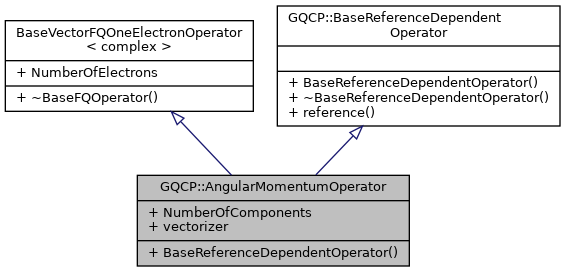 BaseVectorFQOneElectronOperator
< complex >
+ NumberOfElectrons
+ ~BaseFQOperator()
GQCP::BaseReferenceDependent
Operator
+ BaseReferenceDependentOperator()
+ ~BaseReferenceDependentOperator()
+ reference()
GQCP::AngularMomentumOperator
+ NumberOfComponents
+ vectorizer
+ BaseReferenceDependentOperator()